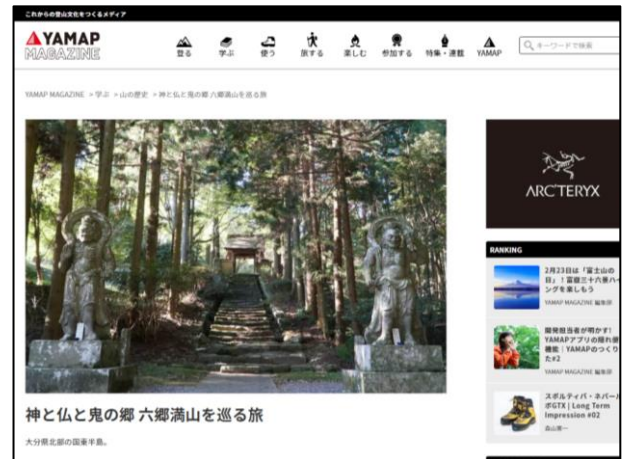 これからの登山文化をつくるメディア
YAMAP
MAGAZINE
登る
学ぶ
使う
旅する
楽しむ
参加する
特集・連載
YAMAP
キーワードで検索
YAMAP MAGAZINE > 学ぶ > 山の歴史 > 神と仏と鬼の郷 六郷満山を巡る旅
ARC'TERYX
RANKING
2月23日は「富士山の
日」！富嶽三十六景ハイ
ングを楽しもう
YAMAP MAGAZINE 編集部
開発担当者が明かす！
YAMAPアプリの隠れ便
機能｜YAMAPのつくり
た#2
YAMAP MAGAZINE 編集部
スポルティバ・ネパール
ボGTX | Long Term
Impression #02
森山憲一
神と仏と鬼の郷 六郷満山を巡る旅
大分県北部の国東半島。